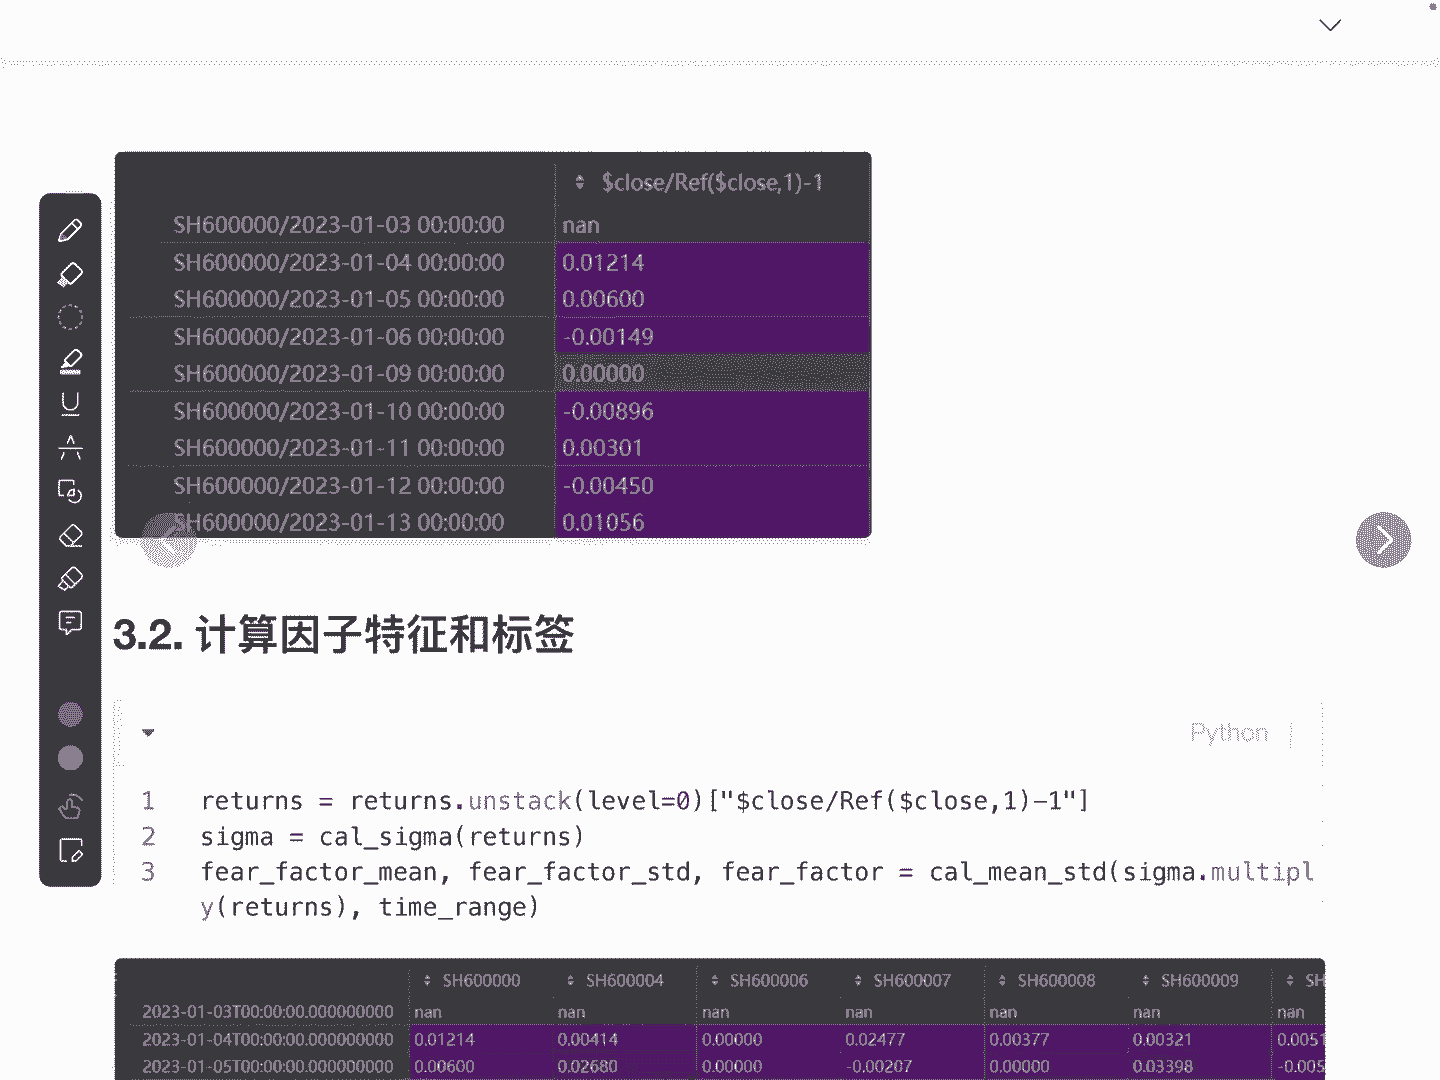 $close/Ref($close,1)-1
SH600000/2023-01-03 00:00:00 nan
SH600000/2023-01-04 00:00:00 0.01214
SH600000/2023-01-05 00:00:00 0.00600
SH600000/2023-01-06 00:00:00 -0.00149
SH600000/2023-01-09 00:00:00 0.00000
SH600000/2023-01-10 00:00:00 -0.00896
SH600000/2023-01-11 00:00:00 0.00301
SH600000/2023-01-12 00:00:00 -0.00450
SH600000/2023-01-13 00:00:00 0.01056
3.2. 计算因子特征和标签
Python
1 returns = returns.unstack(level=0)["$close/Ref($close,1)-1"]
2 sigma = cal_sigma(returns)
3 fear_factor_mean, fear_factor_std, fear_factor = cal_mean_std(sigma.multipl
y(returns), time_range)
SH600000 SH600004 SH600006 SH600007 SH600008 SH600009 SH
2023-01-03T00:00:00.000000000 nan nan nan nan nan nan nan
2023-01-04T00:00:00.000000000 0.01214 0.00414 0.00000 0.02477 0.00377 0.00321 0.0051
2023-01-05T00:00:00.000000000 0.00600 0.02680 0.00000 -0.00207 0.00000 0.03398 -0.005